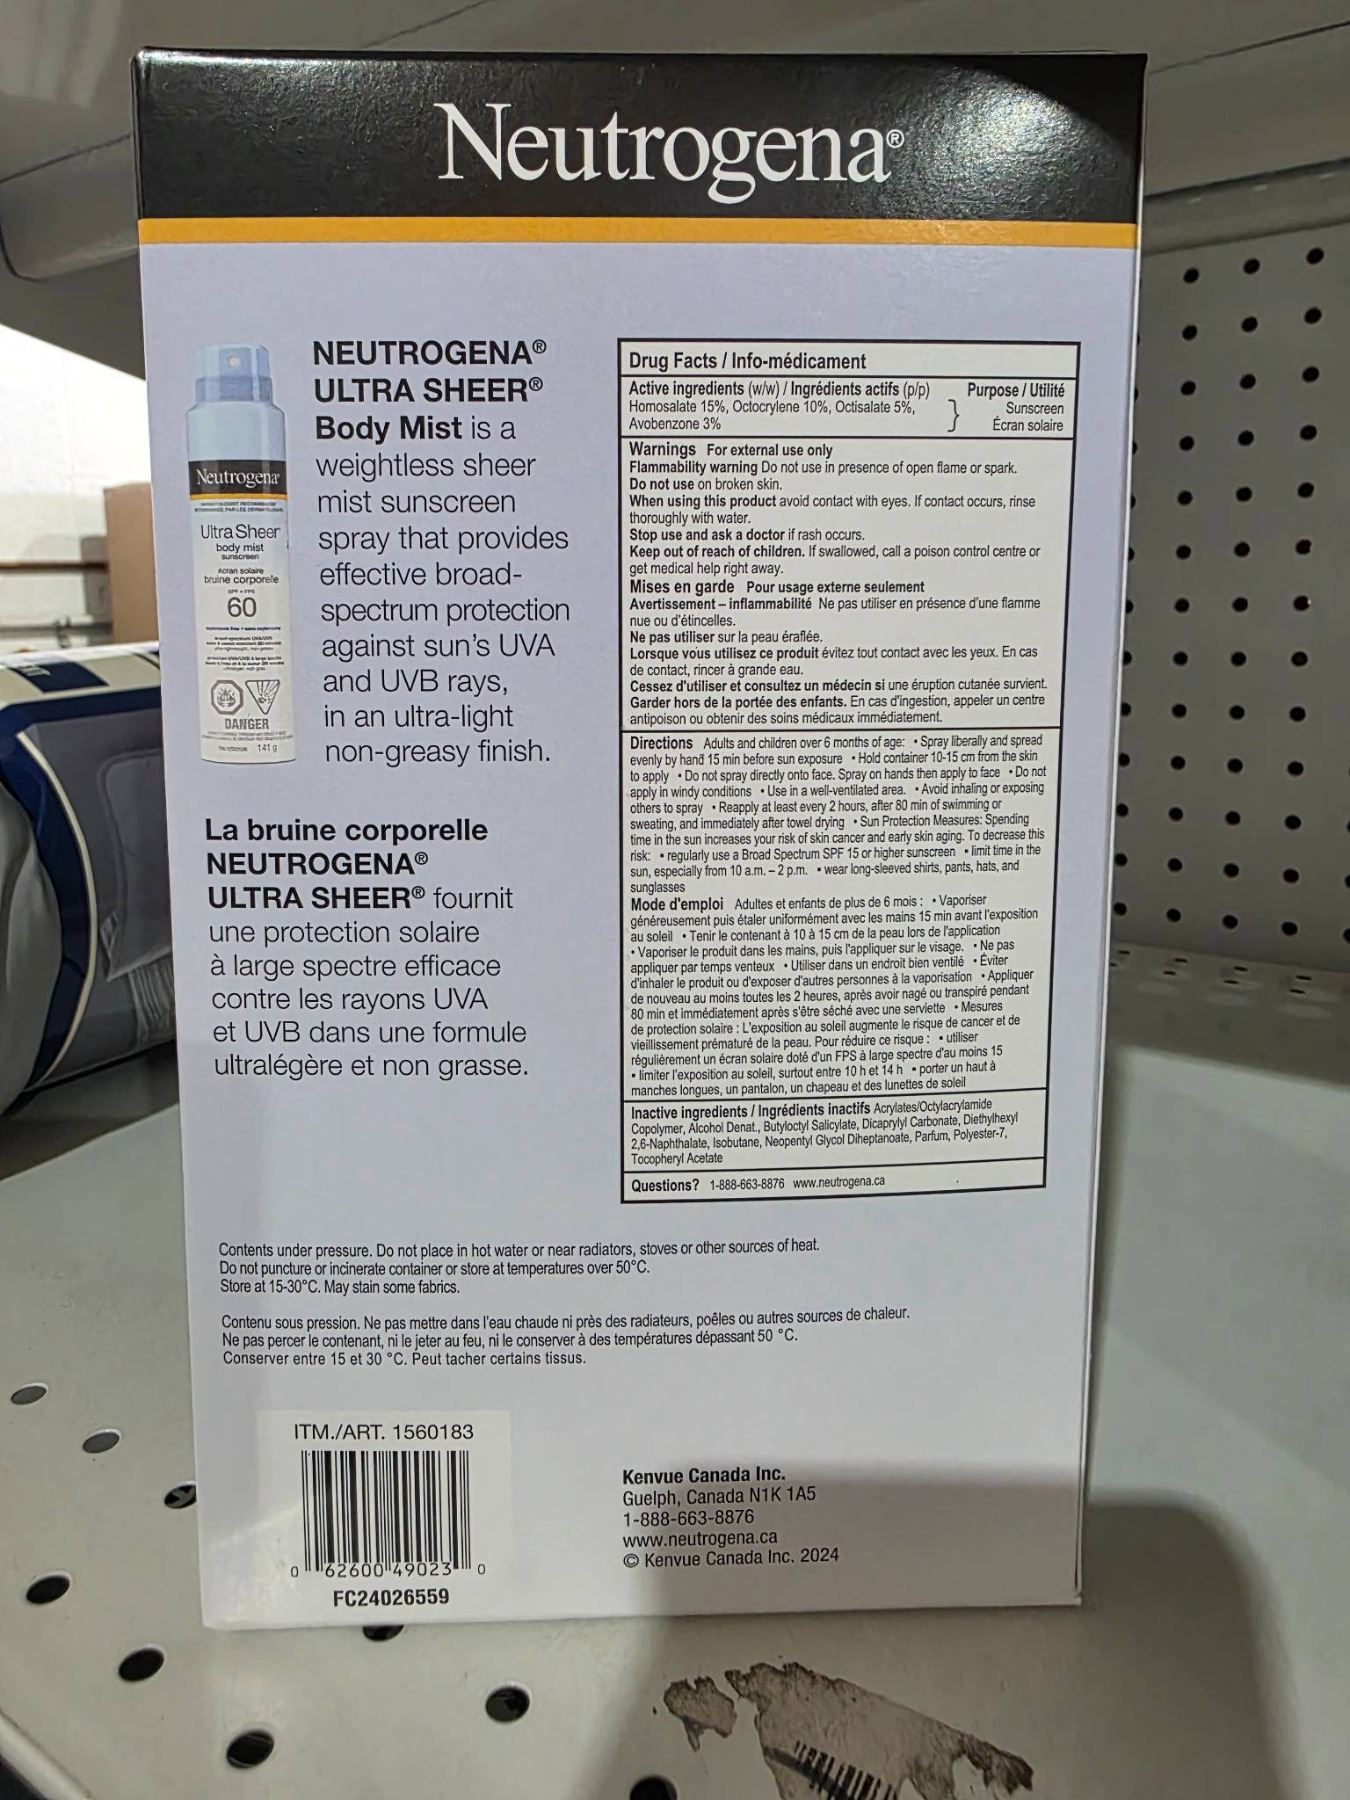 Neutrogena®
NEUTROGENA®
ULTRA SHEER®
Body Mist is a
weightless sheer
mist sunscreen
spray that provides
effective broad-
spectrum protection
against sun's UVA
and UVB rays,
in an ultra-light
non-greasy finish.
Neutrogena®
Ultra Sheer
body mist
sunscreen
écran solaire
bruine corporelle
SPF • FPS
60
DANGER
141 g
La bruine corporelle
NEUTROGENA®
ULTRA SHEER® fournit
une protection solaire
à large spectre efficace
contre les rayons UVA
et UVB dans une formule
ultralégère et non grasse.
Drug Facts / Info-médicament
Active ingredients (w/w) / Ingrédients actifs (p/p) Purpose / Utilité
Homosalate 15%, Octocrylene 10%, Octisalate 5%, } Sunscreen
Avobenzone 3% Écran solaire
Warnings For external use only
Flammability warning Do not use in presence of open flame or spark.
Do not use on broken skin.
When using this product avoid contact with eyes. If contact occurs, rinse
thoroughly with water.
Stop use and ask a doctor if rash occurs.
Keep out of reach of children. If swallowed, call a poison control centre or
get medical help right away.
Mises en garde Pour usage externe seulement
Avertissement – inflammabilité Ne pas utiliser en présence d'une flamme
nue ou d'étincelles.
Ne pas utiliser sur la peau éraflée.
Lorsque vous utilisez ce produit évitez tout contact avec les yeux. En cas
de contact, rincer à grande eau.
Cessez d'utiliser et consultez un médecin si une éruption cutanée survient.
Garder hors de la portée des enfants. En cas d'ingestion, appeler un centre
antipoison ou obtenir des soins médicaux immédiatement.
Directions Adults and children over 6 months of age: • Spray liberally and spread
evenly by hand 15 min before sun exposure • Hold container 10-15 cm from the skin
to apply • Do not spray directly onto face. Spray on hands then apply to face • Do not
apply in windy conditions • Use in a well-ventilated area. • Avoid inhaling or exposing
others to spray • Reapply at least every 2 hours, after 80 min of swimming or
sweating, and immediately after towel drying • Sun Protection Measures: Spending
time in the sun increases your risk of skin cancer and early skin aging. To decrease this
risk: • regularly use a Broad Spectrum SPF 15 or higher sunscreen • limit time in the
sun, especially from 10 a.m. – 2 p.m. • wear long-sleeved shirts, pants, hats, and
sunglasses
Mode d'emploi Adultes et enfants de plus de 6 mois : • Vaporiser
généreusement puis étaler uniformément avec les mains 15 min avant l'exposition
au soleil • Tenir le contenant à 10 à 15 cm de la peau lors de l'application
• Vaporiser le produit dans les mains, puis l'appliquer sur le visage. • Ne pas
appliquer par temps venteux • Utiliser dans un endroit bien ventilé • Éviter
d'inhaler le produit ou d'exposer d'autres personnes à la vaporisation • Appliquer
de nouveau au moins toutes les 2 heures, après avoir nagé ou transpiré pendant
80 min et immédiatement après s'être séché avec une serviette • Mesures
de protection solaire : L'exposition au soleil augmente le risque de cancer et de
vieillissement prématuré de la peau. Pour réduire ce risque : • utiliser
régulièrement un écran solaire doté d'un FPS à large spectre d'au moins 15
• limiter l'exposition au soleil, surtout entre 10 h et 14 h • porter un haut à
manches longues, un pantalon, un chapeau et des lunettes de soleil
Inactive ingredients / Ingrédients inactifs Acrylates/Octylacrylamide
Copolymer, Alcohol Denat., Butyloctyl Salicylate, Dicaprylyl Carbonate, Diethylhexyl
2,6-Naphthalate, Isobutane, Neopentyl Glycol Diheptanoate, Parfum, Polyester-7,
Tocopheryl Acetate
Questions? 1-888-663-8876 www.neutrogena.ca
Contents under pressure. Do not place in hot water or near radiators, stoves or other sources of heat.
Do not puncture or incinerate container or store at temperatures over 50°C.
Store at 15-30°C. May stain some fabrics.
Contenu sous pression. Ne pas mettre dans l'eau chaude ni près des radiateurs, poêles ou autres sources de chaleur.
Ne pas percer le contenant, ni le jeter au feu, ni le conserver à des températures dépassant 50 °C.
Conserver entre 15 et 30 °C. Peut tacher certains tissus.
ITM./ART. 1560183
0 62600 49023 0
FC24026559
Kenvue Canada Inc.
Guelph, Canada N1K 1A5
1-888-663-8876
www.neutrogena.ca
© Kenvue Canada Inc. 2024